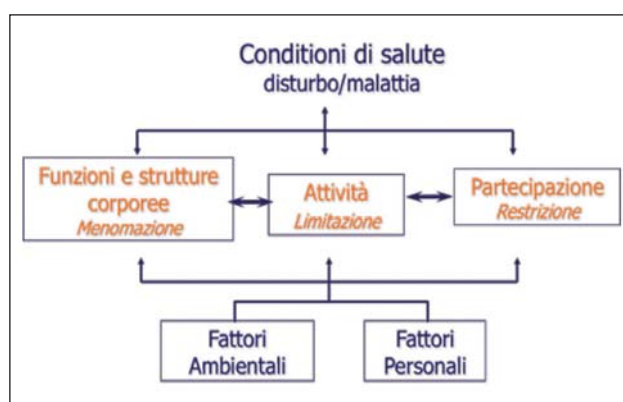 Conditioni di salute
disturbo/malattia
Funzioni e strutture
corporee
Menomazione
Attività
Limitazione
Partecipazione
Restrizione
Fattori
Ambientali
Fattori
Personali